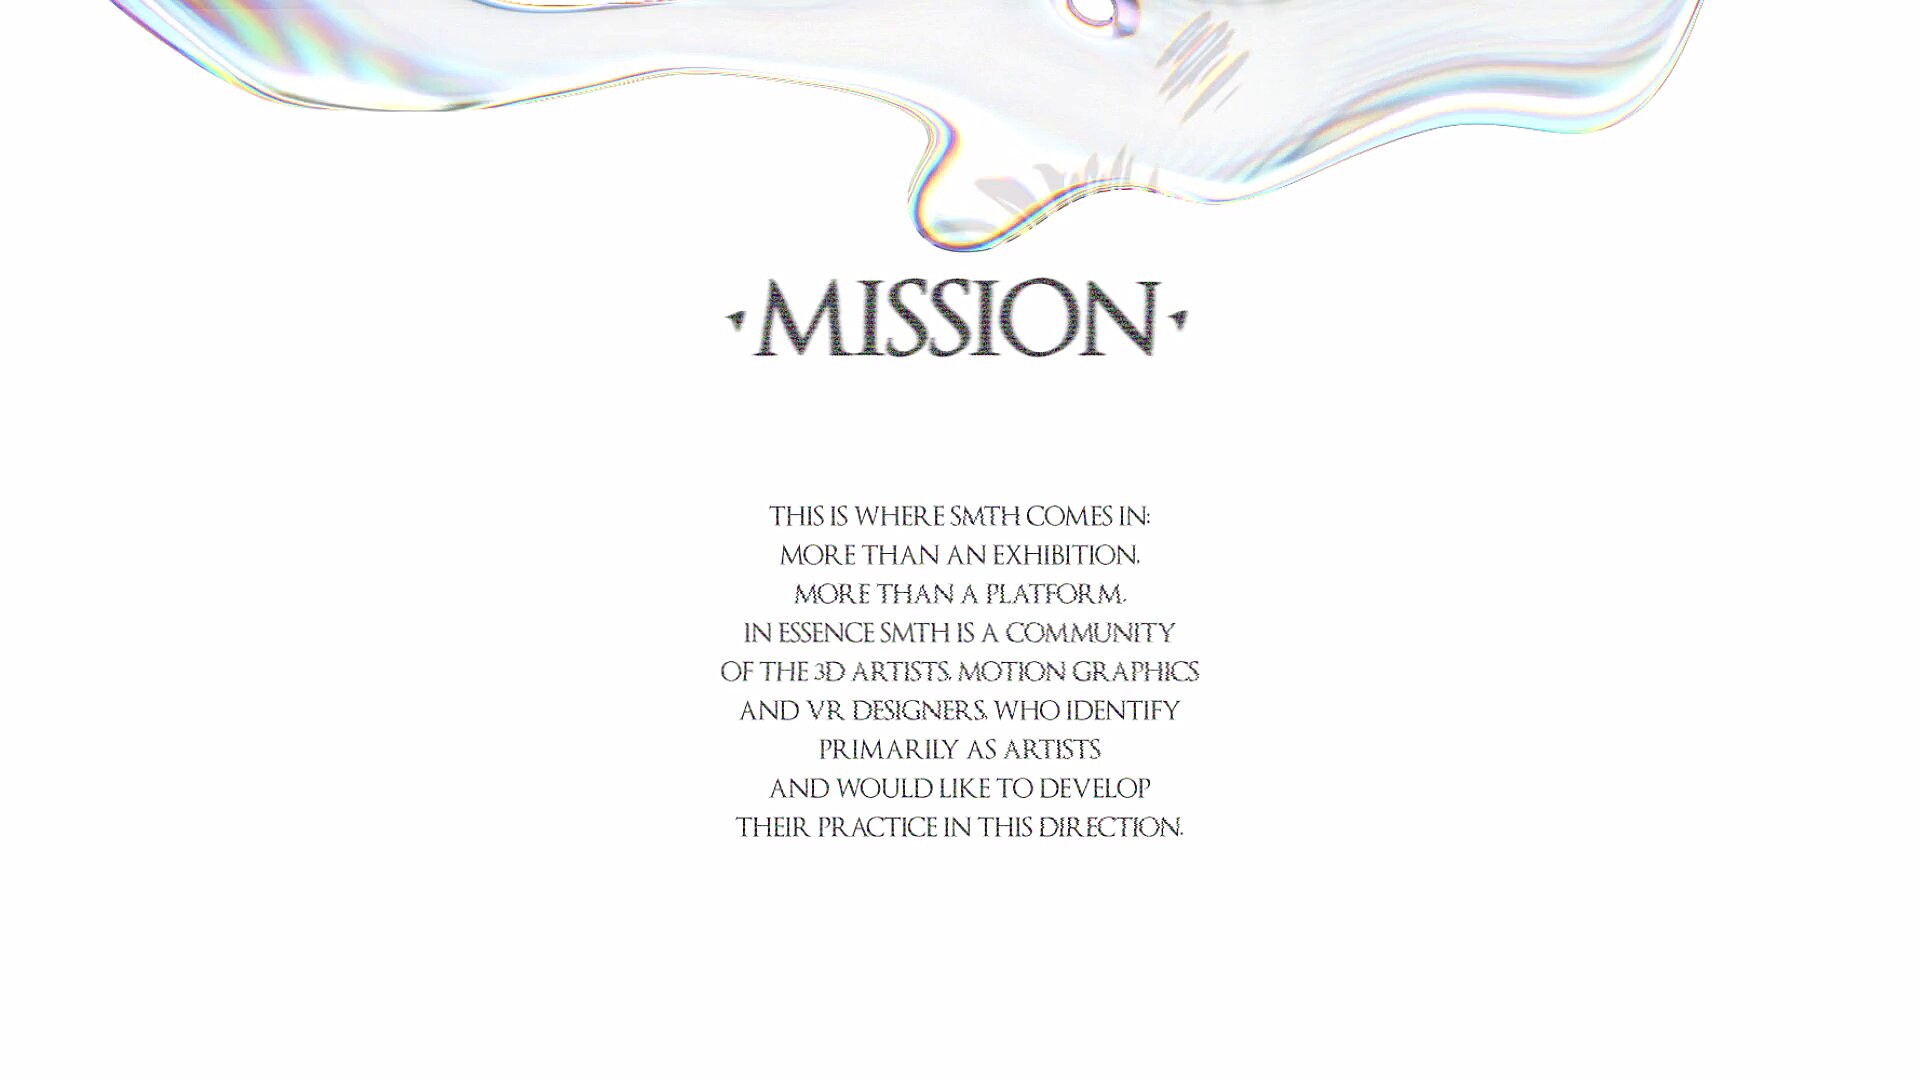 MISSION
THIS IS WHERE SMTH COMES IN:
MORE THAN AN EXHIBITION,
MORE THAN A PLATFORM.
IN ESSENCE SMTH IS A COMMUNITY
OF THE 3D ARTISTS, MOTION GRAPHICS
AND VR DESIGNERS, WHO IDENTIFY
PRIMARILY AS ARTISTS
AND WOULD LIKE TO DEVELOP
THEIR PRACTICE IN THIS DIRECTION.